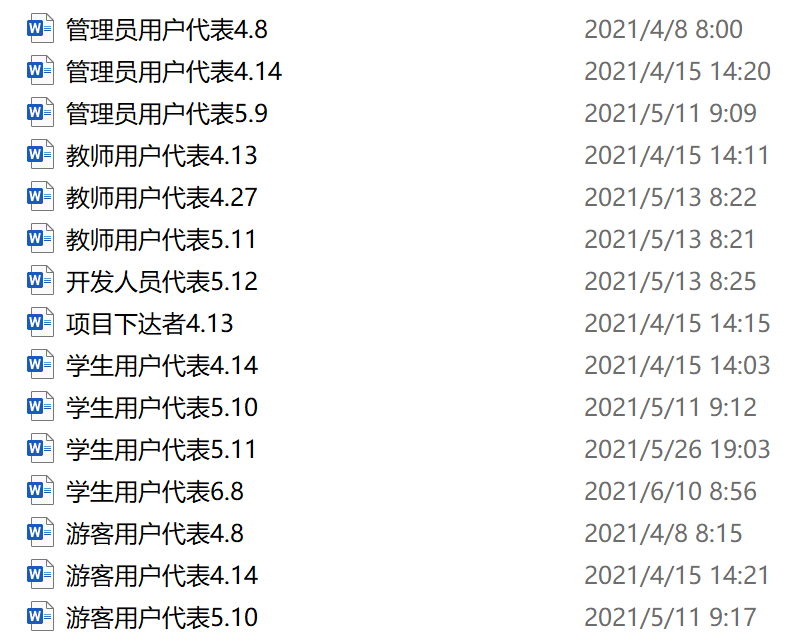 管理员用户代表4.8 2021/4/8 8:00
管理员用户代表4.14 2021/4/15 14:20
管理员用户代表5.9 2021/5/11 9:09
教师用户代表4.13 2021/4/15 14:11
教师用户代表4.27 2021/5/13 8:22
教师用户代表5.11 2021/5/13 8:21
开发人员代表5.12 2021/5/13 8:25
项目下达者4.13 2021/4/15 14:15
学生用户代表4.14 2021/4/15 14:03
学生用户代表5.10 2021/5/11 9:12
学生用户代表5.11 2021/5/26 19:03
学生用户代表6.8 2021/6/10 8:56
游客用户代表4.8 2021/4/8 8:15
游客用户代表4.14 2021/4/15 14:21
游客用户代表5.10 2021/5/11 9:17